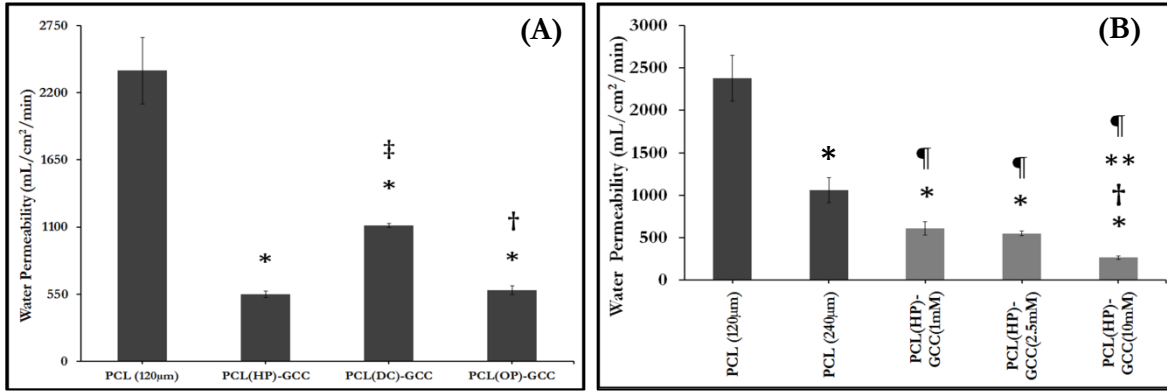 (A)
Water Permeability (mL/cm²/min)
2750
2200
1650
1100
550
0
*
‡
*
†
*
PCL (120μm)
PCL(HP)-GCC
PCL(DC)-GCC
PCL(OP)-GCC
(B)
Water Permeability (mL/cm²/min)
3000
2500
2000
1500
1000
500
0
*
¶
*
¶
*
¶
**
†
*
PCL (120μm)
PCL (240μm)
PCL(HP)-
GCC(1mM)
PCL(HP)-
GCC(2.5mM)
PCL(HP)-
GCC(10mM)